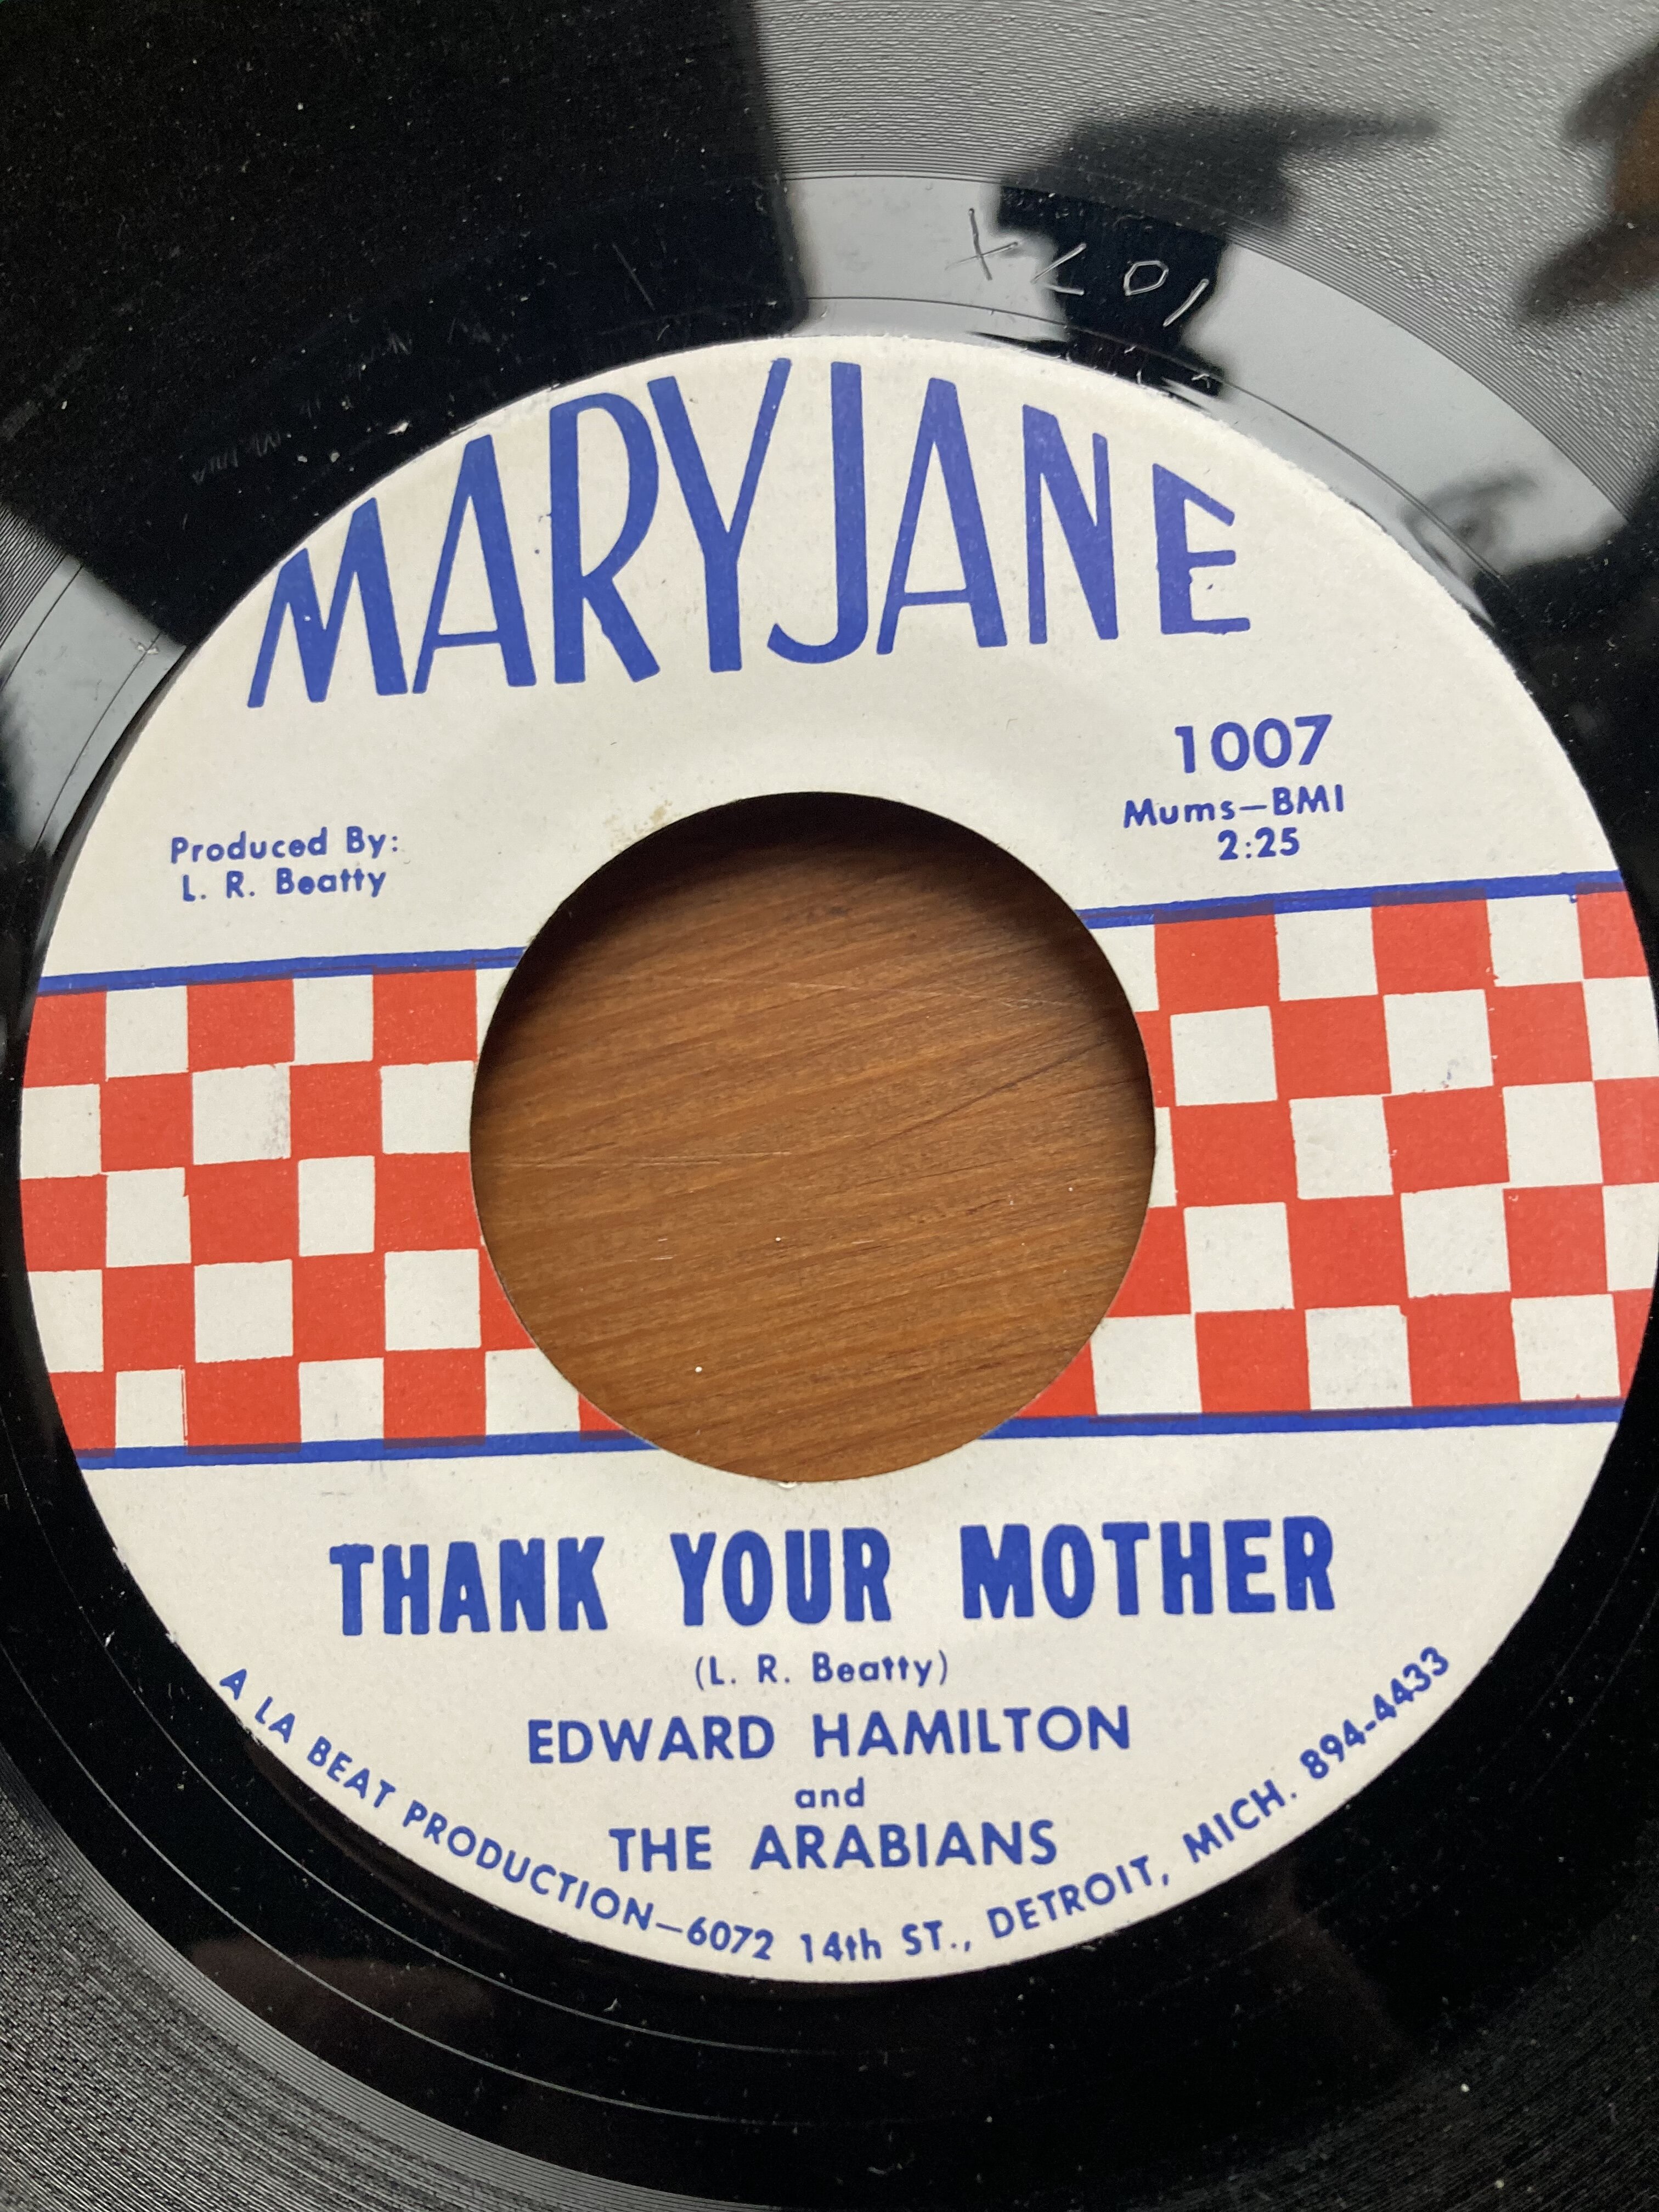 MARYJANE
1007
Mums—BMI
2:25
Produced By:
L. R. Beatty
THANK YOUR MOTHER
(L. R. Beatty)
EDWARD HAMILTON
and
THE ARABIANS
A LA BEAT PRODUCTION—6072 14th ST., DETROIT, MICH. 894-4433